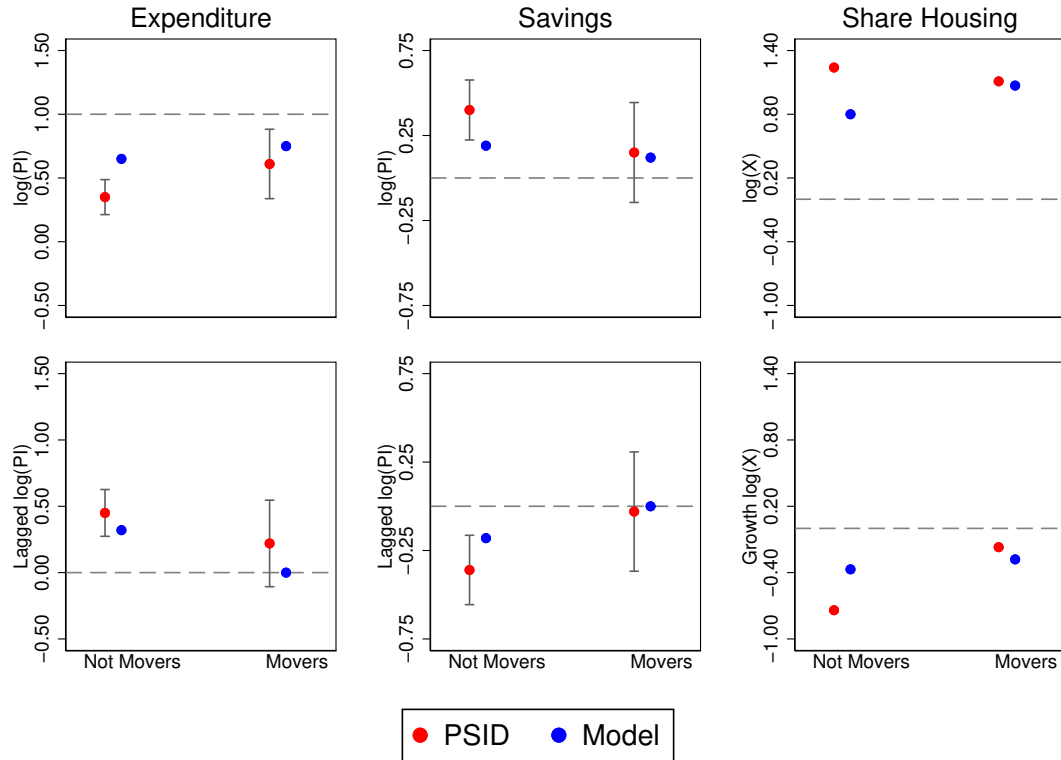 Expenditure
Savings
Share Housing
log(PI)
−0.50 0.00 0.50 1.00 1.50
log(PI)
−0.75 −0.25 0.25 0.75
log(X)
−1.00 −0.40 0.20 0.80 1.40
Lagged log(PI)
−0.50 0.00 0.50 1.00 1.50
Not Movers Movers
Lagged log(PI)
−0.75 −0.25 0.25 0.75
Not Movers Movers
Growth log(X)
−1.00 −0.40 0.20 0.80 1.40
Not Movers Movers
PSID Model